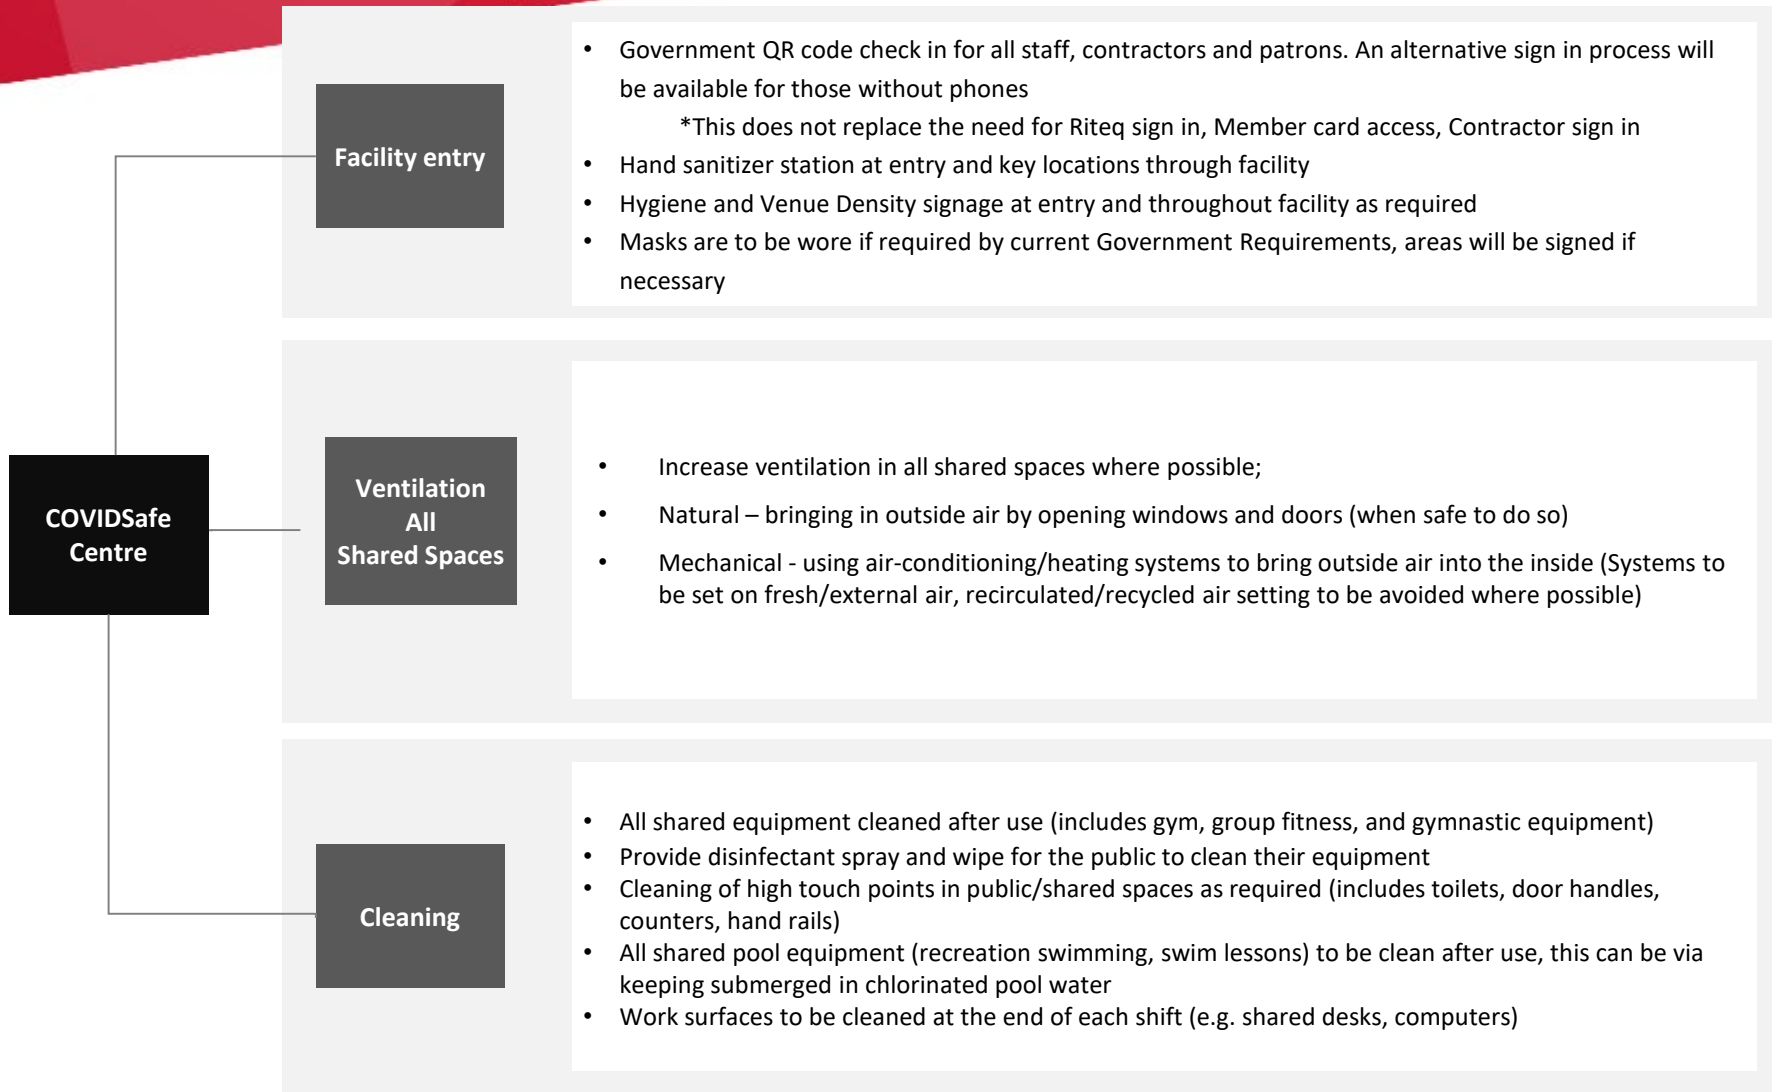 Facility entry
• Government QR code check in for all staff, contractors and patrons. An alternative sign in process will
be available for those without phones
*This does not replace the need for Riteq sign in, Member card access, Contractor sign in
• Hand sanitizer station at entry and key locations through facility
• Hygiene and Venue Density signage at entry and throughout facility as required
• Masks are to be wore if required by current Government Requirements, areas will be signed if
necessary
COVIDSafe
Centre
Ventilation
All
Shared Spaces
• Increase ventilation in all shared spaces where possible;
• Natural – bringing in outside air by opening windows and doors (when safe to do so)
• Mechanical - using air-conditioning/heating systems to bring outside air into the inside (Systems to
be set on fresh/external air, recirculated/recycled air setting to be avoided where possible)
Cleaning
• All shared equipment cleaned after use (includes gym, group fitness, and gymnastic equipment)
• Provide disinfectant spray and wipe for the public to clean their equipment
• Cleaning of high touch points in public/shared spaces as required (includes toilets, door handles,
counters, hand rails)
• All shared pool equipment (recreation swimming, swim lessons) to be clean after use, this can be via
keeping submerged in chlorinated pool water
• Work surfaces to be cleaned at the end of each shift (e.g. shared desks, computers)